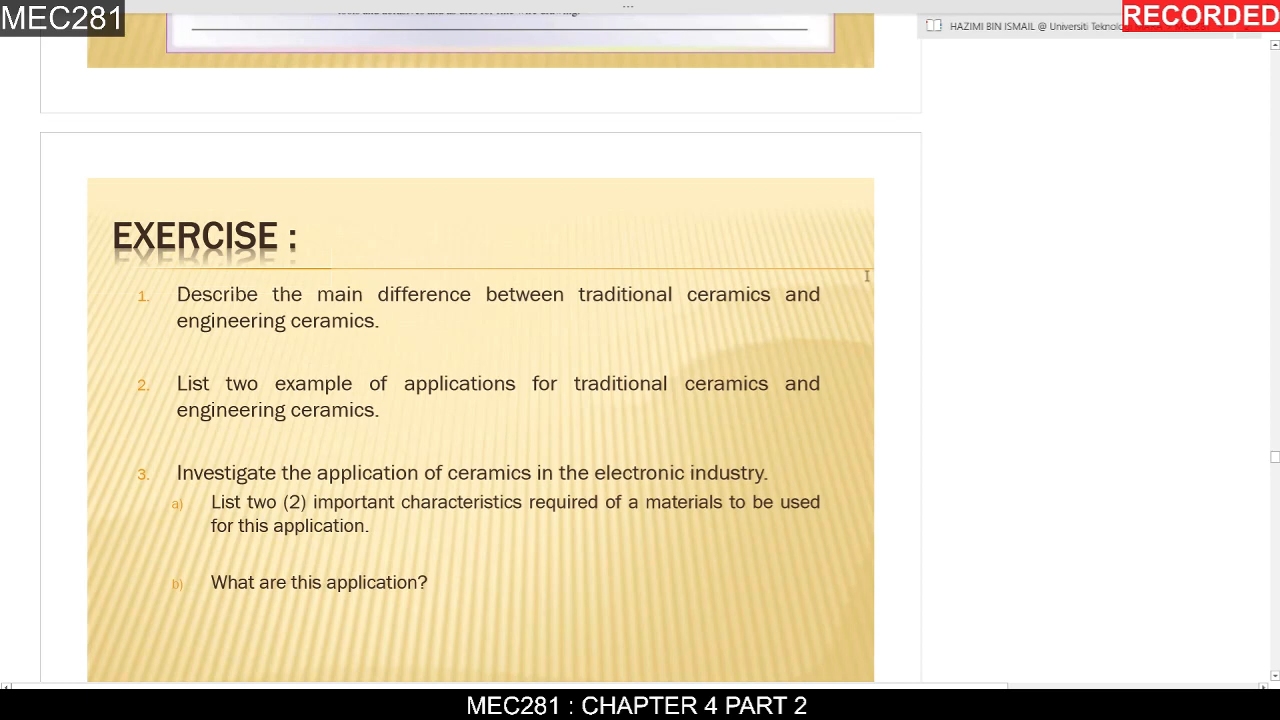 MEC281
RECORDED
HAZIMI BIN ISMAIL @ Universiti Teknolog
EXERCISE :
1. Describe the main difference between traditional ceramics and
engineering ceramics.
2. List two example of applications for traditional ceramics and
engineering ceramics.
3. Investigate the application of ceramics in the electronic industry.
a) List two (2) important characteristics required of a materials to be used
for this application.
b) What are this application?
MEC281 : CHAPTER 4 PART 2